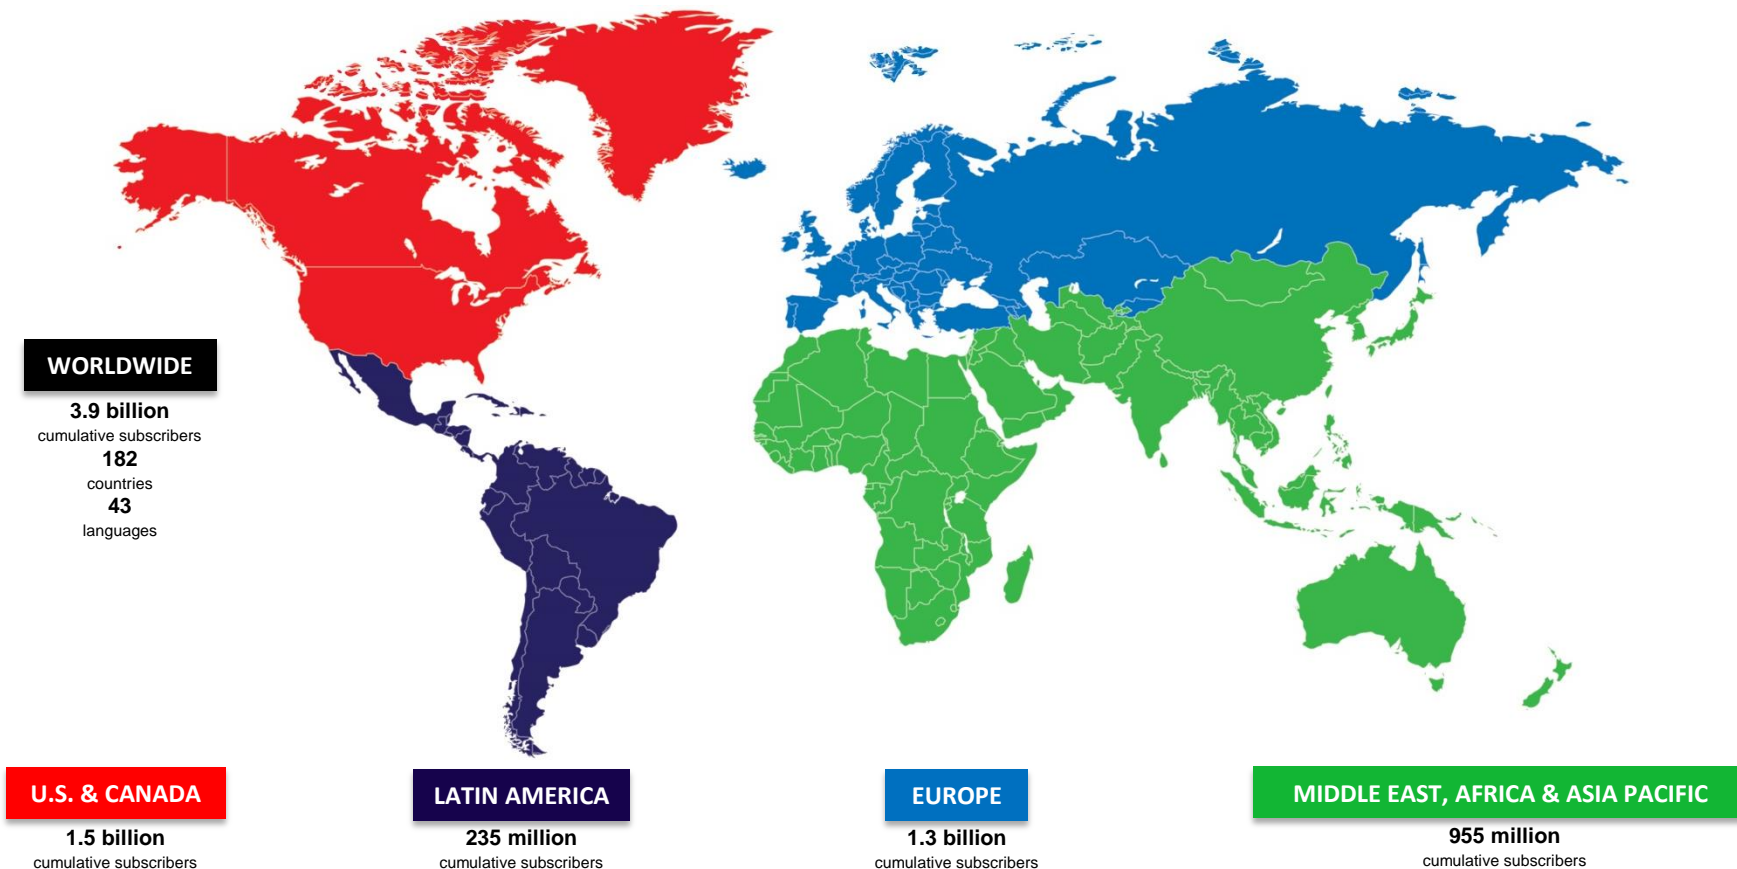 WORLDWIDE
3.9 billion
cumulative subscribers
182
countries
43
languages
U.S. & CANADA
1.5 billion
cumulative subscribers
LATIN AMERICA
235 million
cumulative subscribers
EUROPE
1.3 billion
cumulative subscribers
MIDDLE EAST, AFRICA & ASIA PACIFIC
955 million
cumulative subscribers